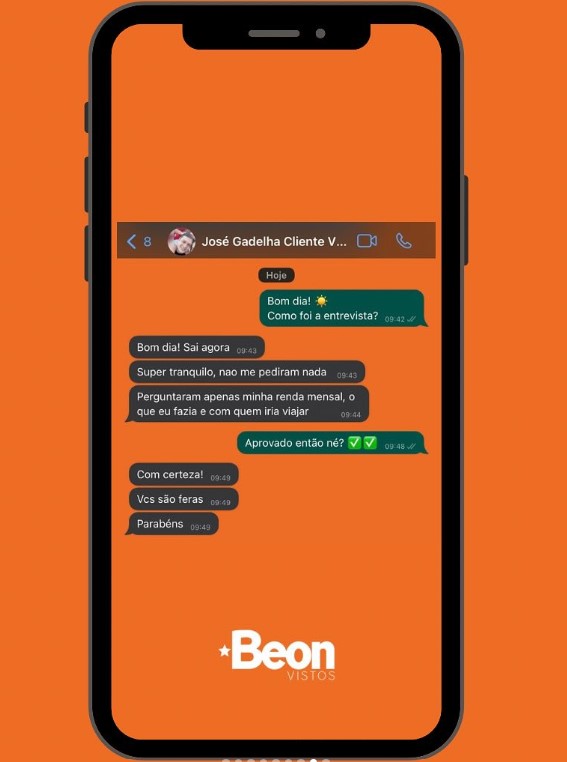 8 José Gadelha Cliente V...
Hoje
Bom dia! ☀️
Como foi a entrevista? 09:42
Bom dia! Sai agora 09:43
Super tranquilo, nao me pediram nada 09:43
Perguntaram apenas minha renda mensal, o
que eu fazia e com quem iria viajar 09:44
Aprovado então né? ✅✅ 09:48
Com certeza! 09:49
Vcs são feras 09:49
Parabéns 09:49
Beon
VISTOS